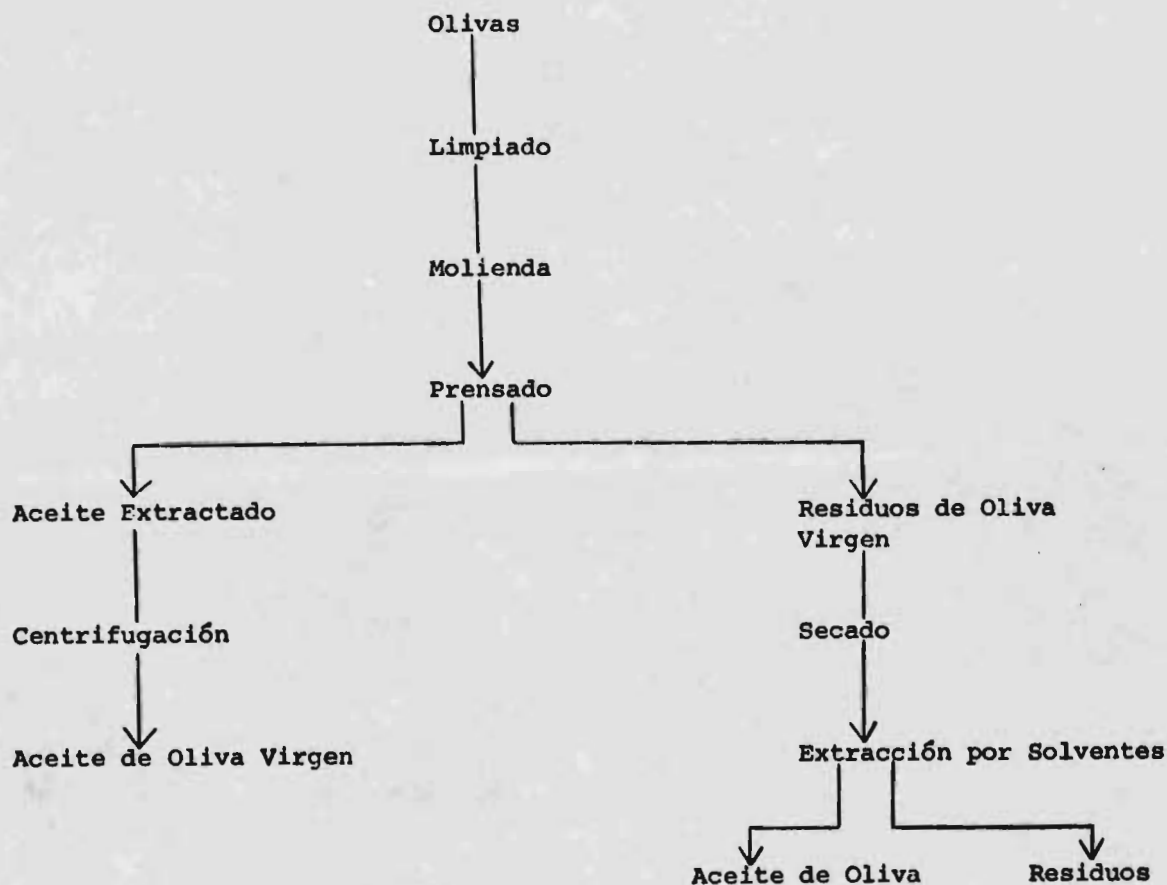 Olivas
Limpiado
Molienda
Prensado
Aceite Extractado
Residuos de Oliva
Virgen
Centrifugación
Secado
Aceite de Oliva Virgen
Extracción por Solventes
Aceite de Oliva
Residuos